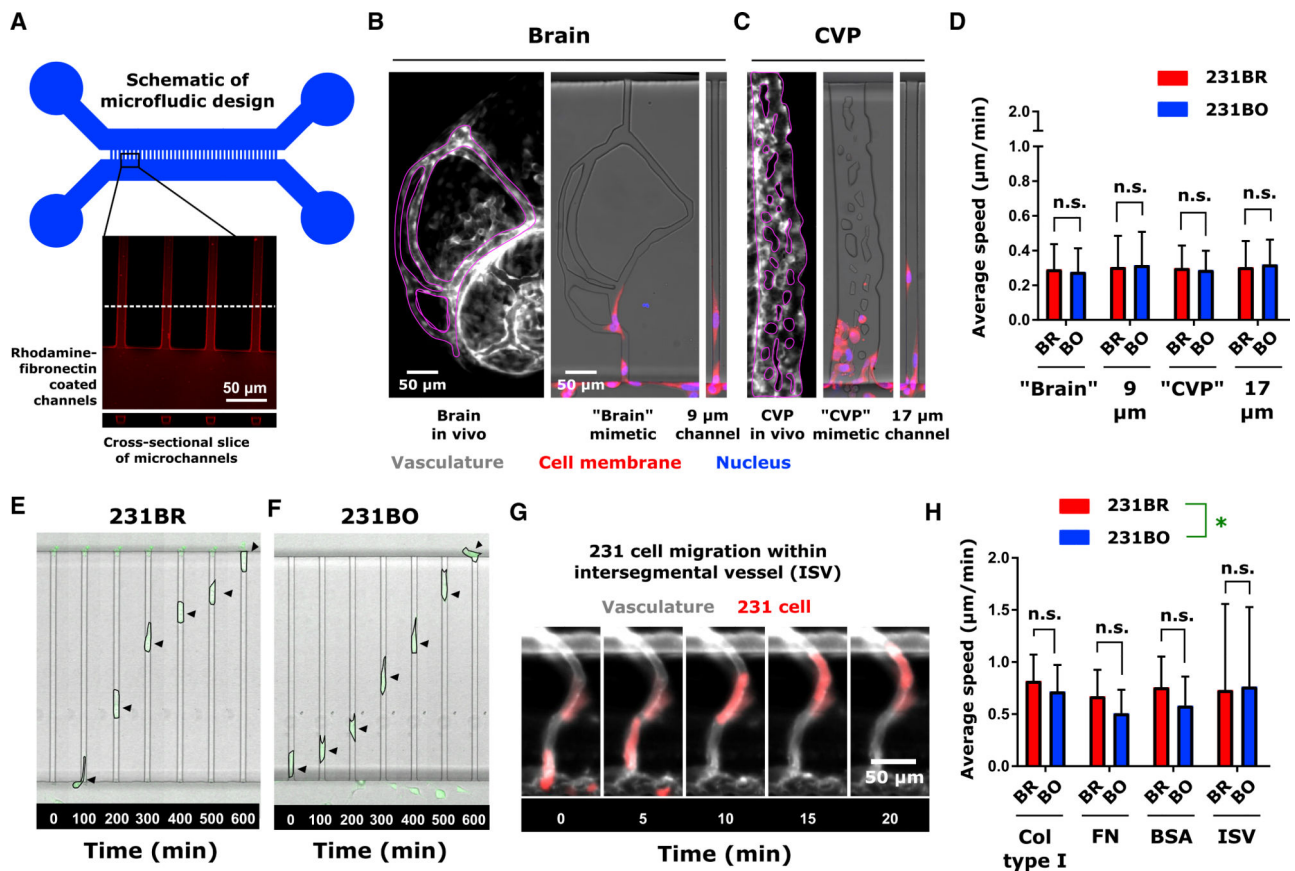 A
Schematic of
microfludic design
Rhodamine-
fibronectin
coated
channels
50 μm
Cross-sectional slice
of microchannels
B
Brain
50 μm
50 μm
Brain
in vivo
"Brain"
mimetic
9 μm
channel
C
CVP
CVP
in vivo
"CVP"
mimetic
17 μm
channel
Vasculature
Cell membrane
Nucleus
D
231BR
231BO
Average speed (μm/min)
2.0
1.0
0.8
0.6
0.4
0.2
0.0
n.s.
n.s.
n.s.
n.s.
BR BO BR BO BR BO BR BO
"Brain"
9
μm
"CVP"
17
μm
E
231BR
0 100 200 300 400 500 600
Time (min)
F
231BO
0 100 200 300 400 500 600
Time (min)
G
231 cell migration within
intersegmental vessel (ISV)
Vasculature 231 cell
50 μm
0 5 10 15 20
Time (min)
H
231BR
231BO
*
Average speed (μm/min)
2.0
1.5
1.0
0.5
0.0
n.s.
n.s.
n.s.
n.s.
BR BO BR BO BR BO BR BO
Col
type I
FN
BSA
ISV